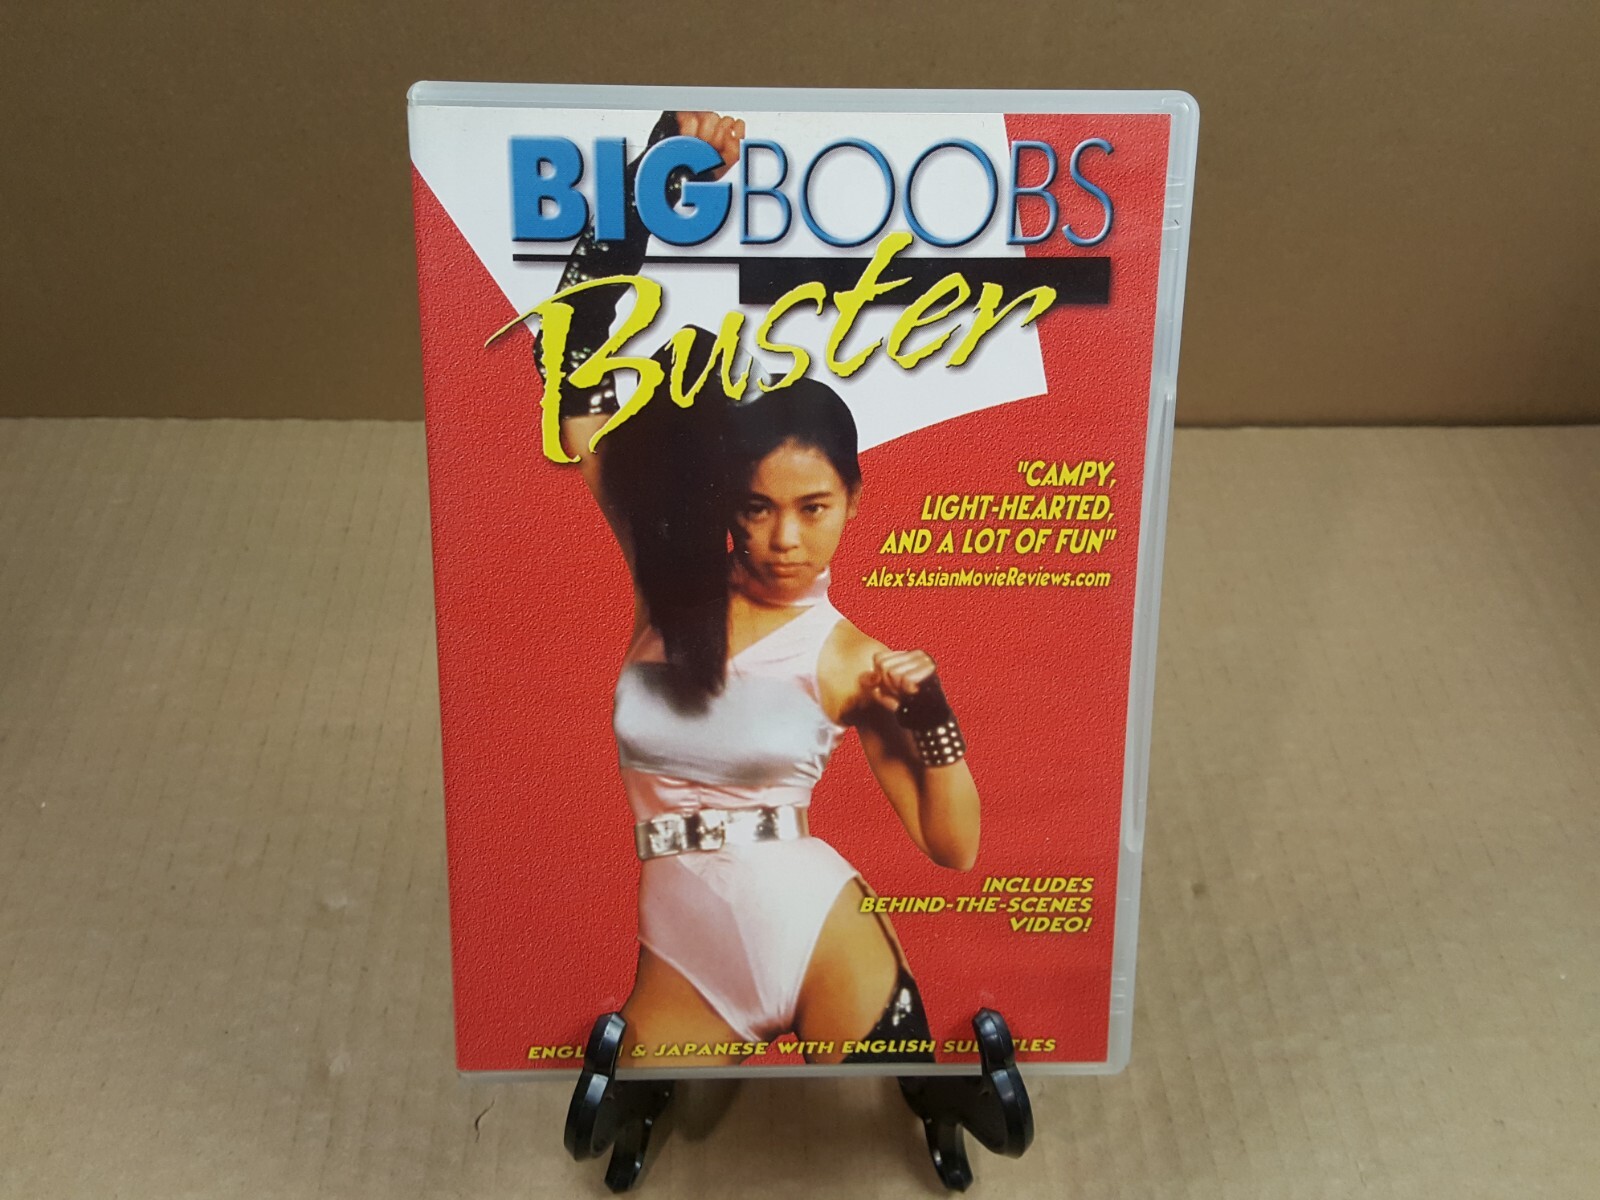 BIGBOOBS
Buster
"CAMPY,
LIGHT-HEARTED,
AND A LOT OF FUN"
-Alex'sAsianMovieReviews.com
INCLUDES
BEHIND-THE-SCENES
VIDEO!
& JAPANESE WITH ENGLISH